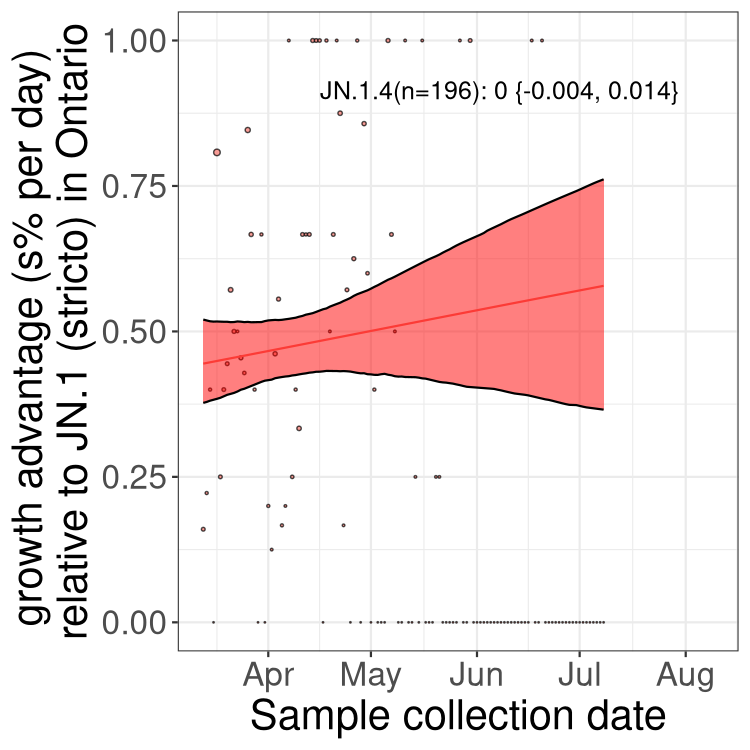 growth advantage (s% per day)
relative to JN.1 (stricto) in Ontario
1.00
0.75
0.50
0.25
0.00
JN.1.4(n=196): 0 {-0.004, 0.014}
Apr May Jun Jul Aug
Sample collection date